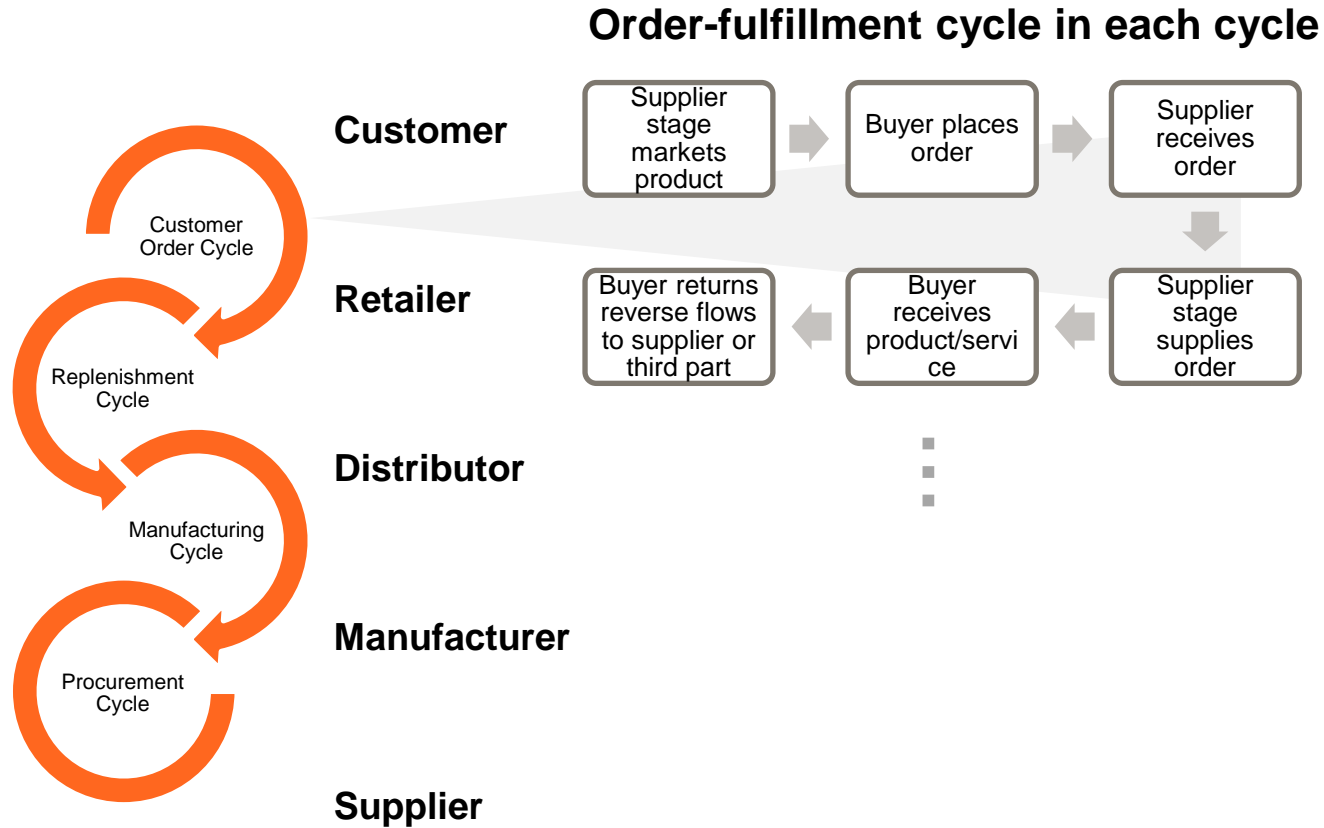 Order-fulfillment cycle in each cycle
Customer
Supplier
stage
markets
product
Buyer places
order
Supplier
receives
order
Customer
Order Cycle
Retailer
Buyer returns
reverse flows
to supplier or
third part
Buyer
receives
product/servi
ce
Supplier
stage
supplies
order
Replenishment
Cycle
Distributor
Manufacturing
Cycle
Manufacturer
Procurement
Cycle
Supplier